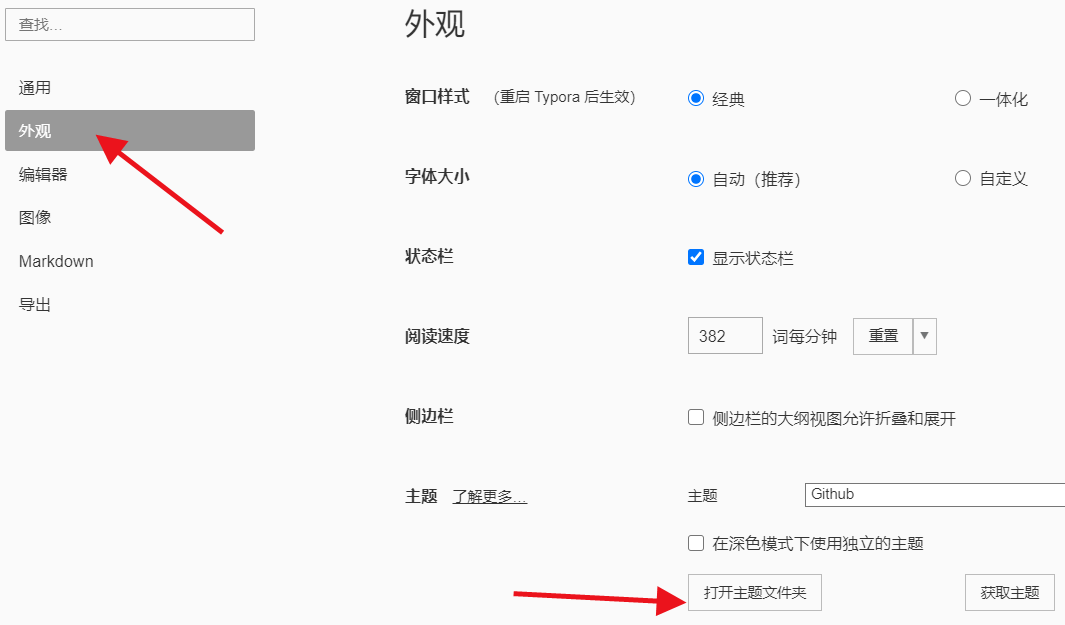 查找...
通用
外观
编辑器
图像
Markdown
导出
外观
窗口样式 (重启 Typora 后生效) 经典 一体化
字体大小 自动（推荐） 自定义
状态栏 显示状态栏
阅读速度 382 词每分钟 重置
侧边栏 侧边栏的大纲视图允许折叠和展开
主题 了解更多... 主题 Github
在深色模式下使用独立的主题
打开主题文件夹 获取主题